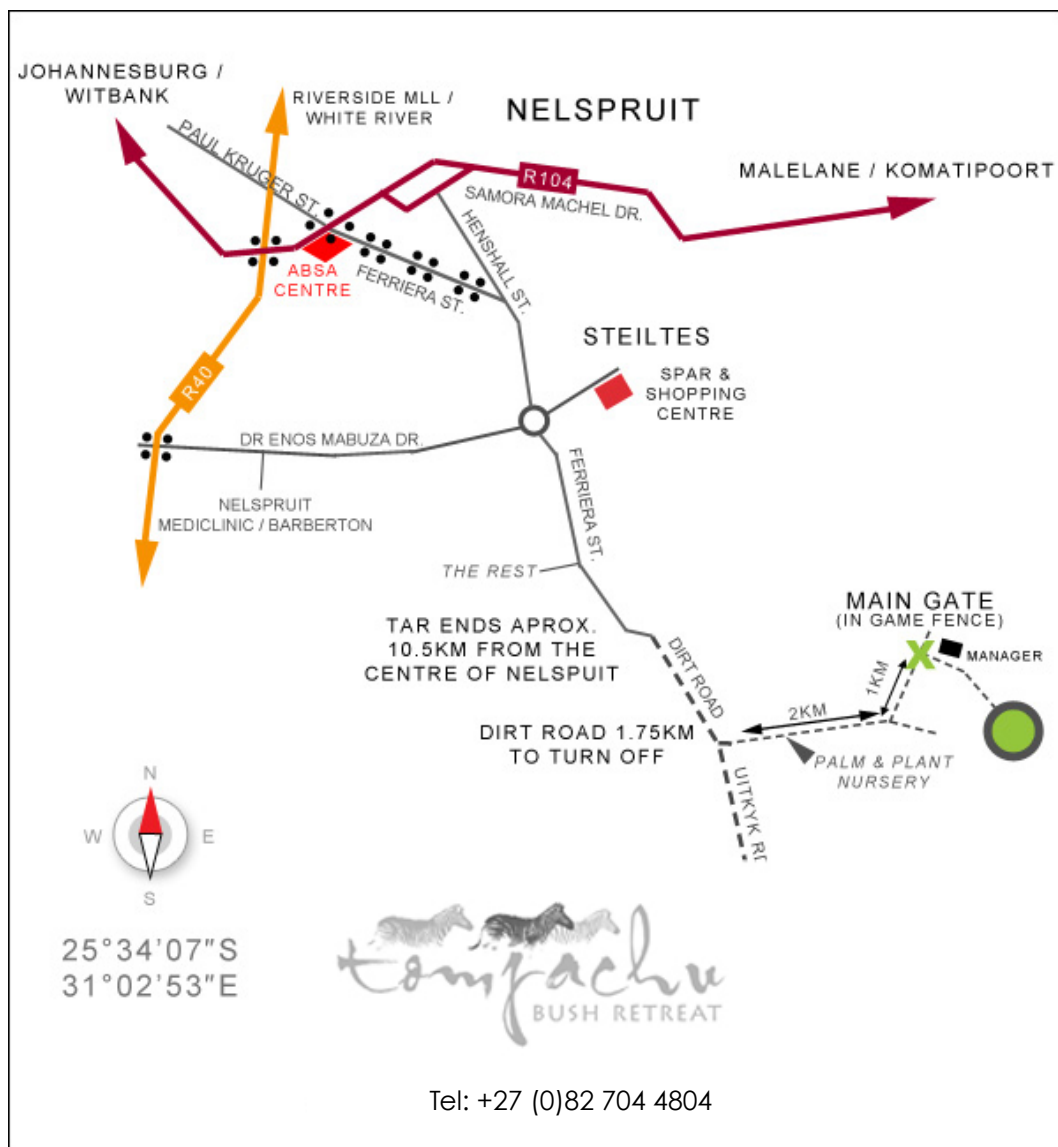 JOHANNESBURG /
WITBANK
RIVERSIDE MLL /
WHITE RIVER
NELSPRUIT
PAUL KRUGER ST.
R104
SAMORA MACHEL DR.
MALELANE / KOMATIPOORT
HENSHALL ST.
ABSA
CENTRE
FERRIERA ST.
STEILTES
R40
SPAR &
SHOPPING
CENTRE
DR ENOS MABUZA DR.
NELSPRUIT
MEDICLINIC / BARBERTON
FERRIERA ST.
THE REST
MAIN GATE
(IN GAME FENCE)
TAR ENDS APROX.
10.5KM FROM THE
CENTRE OF NELSPUIT
DIRT ROAD
MANAGER
1KM
2KM
DIRT ROAD 1.75KM
TO TURN OFF
PALM & PLANT
NURSERY
UITKYK
N
W
E
S
25°34'07"S
31°02'53"E
tomjachu
BUSH RETREAT
Tel: +27 (0)82 704 4804